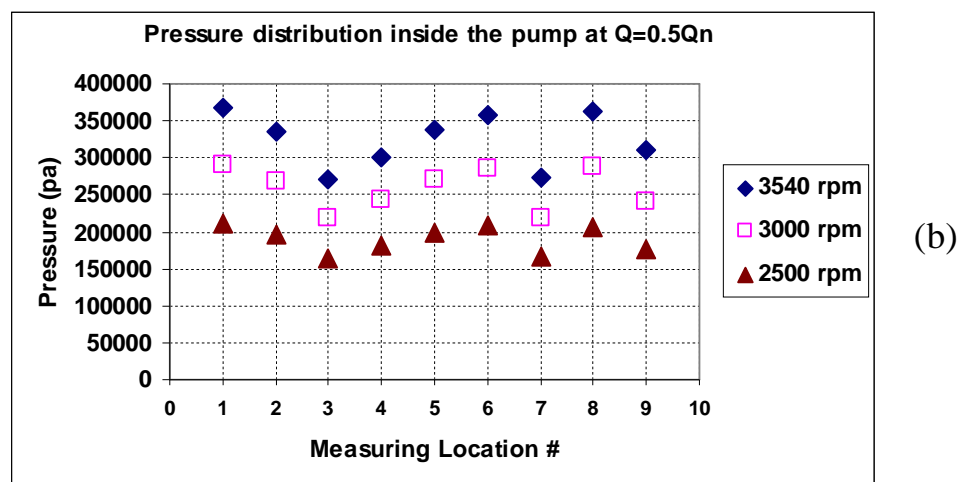 Pressure distribution inside the pump at Q=0.5Qn
400000
350000
300000
250000
200000
150000
100000
50000
0
Pressure (pa)
0 1 2 3 4 5 6 7 8 9 10
Measuring Location #
3540 rpm
3000 rpm
2500 rpm
(b)